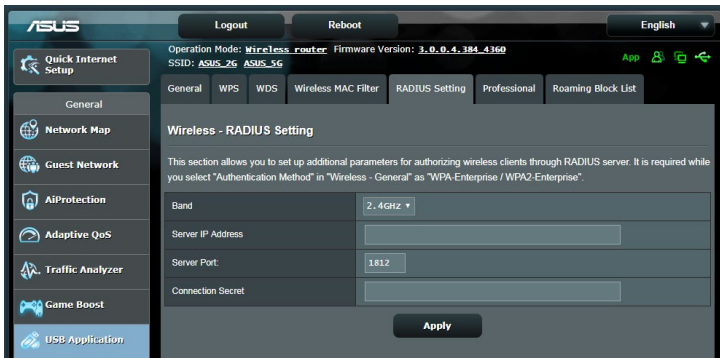 ASUS
Logout
Reboot
English
Operation Mode: Wireless router Firmware Version: 3.0.0.4.384_4360
SSID: ASUS_2G ASUS_5G
App
Quick Internet
Setup
General
Network Map
Guest Network
AiProtection
Adaptive QoS
Traffic Analyzer
Game Boost
USB Application
General WPS WDS Wireless MAC Filter RADIUS Setting Professional Roaming Block List
Wireless - RADIUS Setting
This section allows you to set up additional parameters for authorizing wireless clients through RADIUS server. It is required while
you select "Authentication Method" in "Wireless - General" as "WPA-Enterprise / WPA2-Enterprise".
Band
2.4GHz
Server IP Address
Server Port:
1812
Connection Secret
Apply